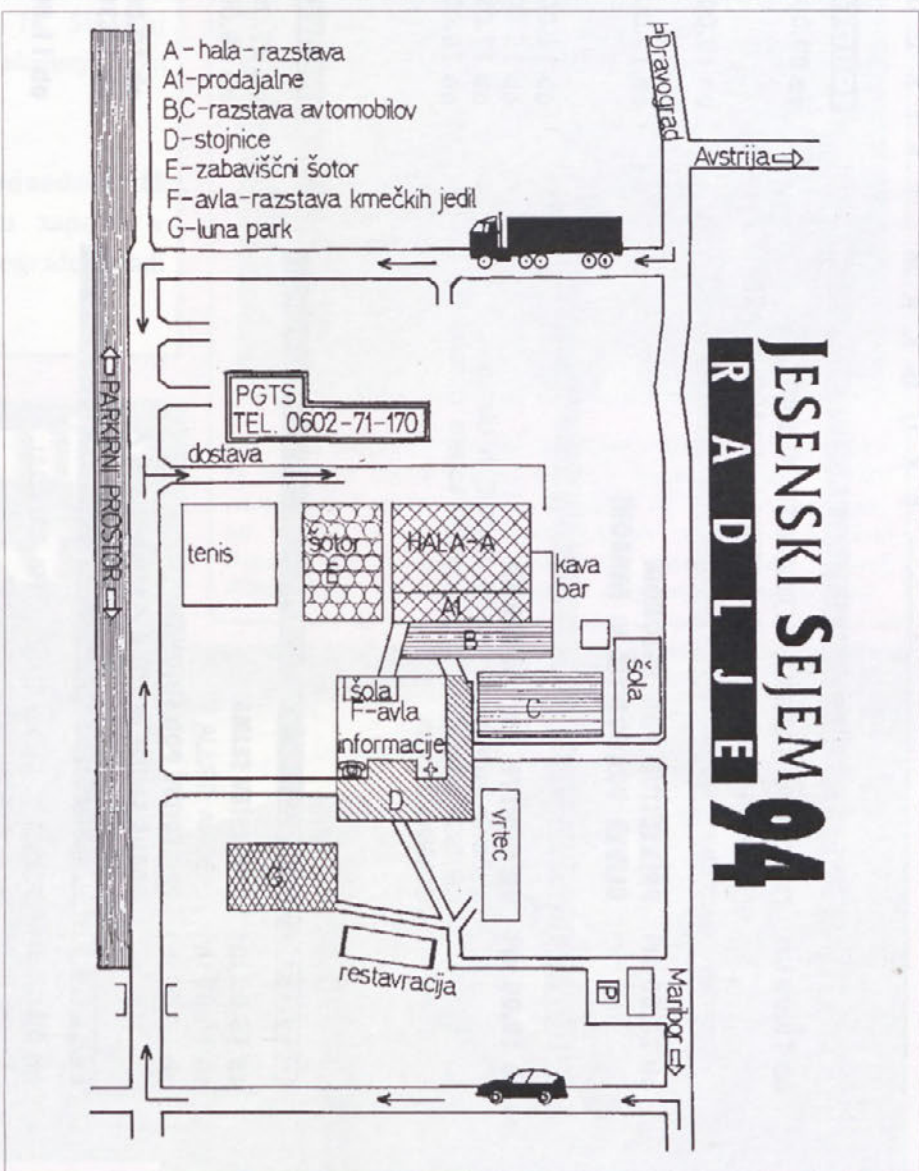 A-hala-razstava
A1-prodajalne
B,C-razstava avtomobilov
D-stojnice
E-zabaviščni šotor
F-avla-razstava kmečkih jedil
G-luna park
Dravograd
Avstrija
JESENSKI SEJEM 94
RADLJE
PARKIRNI PROSTOR
PGTS
TEL. 0602-71-170
dostava
tenis
šotor
E
HALA-A
A1
kava
bar
B
šola
C
šola
F-avla
informacije
D
vrtec
G
restavracija
P
Maribor